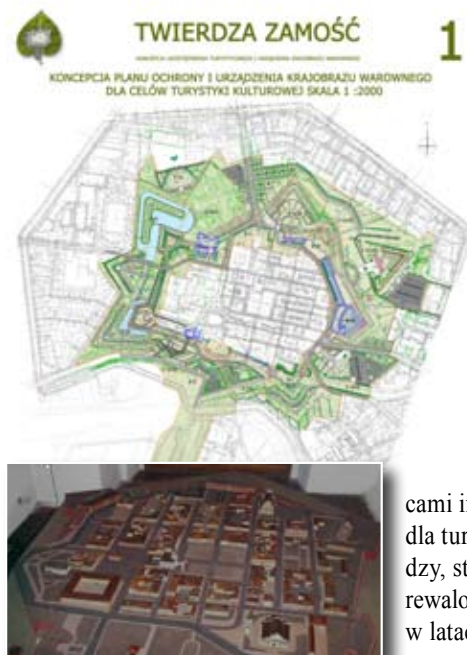 TWIERDZA ZAMOŚĆ
1
KONCEPCJA PLANU OCHRONY I URZĄDZENIA KRAJOBRAZU WAROWNEGO
DLA CELÓW TURYSTYKI KULTUROWEJ SKALA 1 :2000
cami i
dla tur
dzy, st
rewalo
w latac